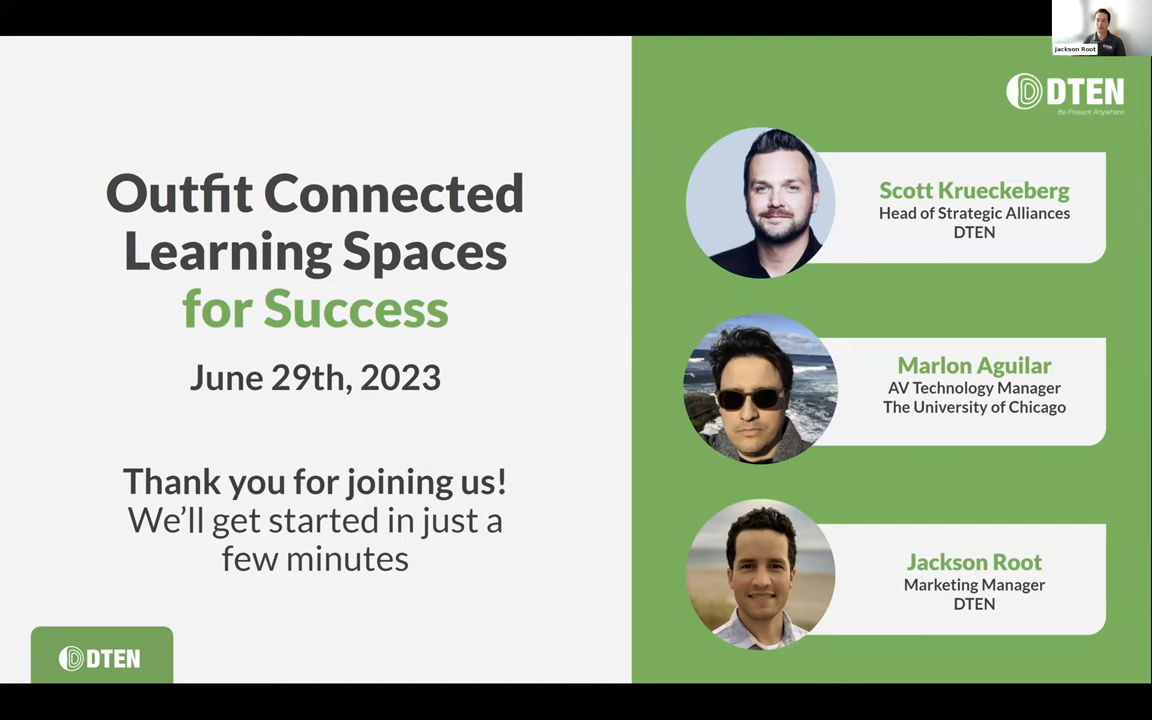 Outfit Connected
Learning Spaces
for Success
June 29th, 2023
Thank you for joining us!
We'll get started in just a
few minutes
DTEN
Jackson Root
DTEN
Be Present Anywhere
Scott Krueckeberg
Head of Strategic Alliances
DTEN
Marlon Aguilar
AV Technology Manager
The University of Chicago
Jackson Root
Marketing Manager
DTEN